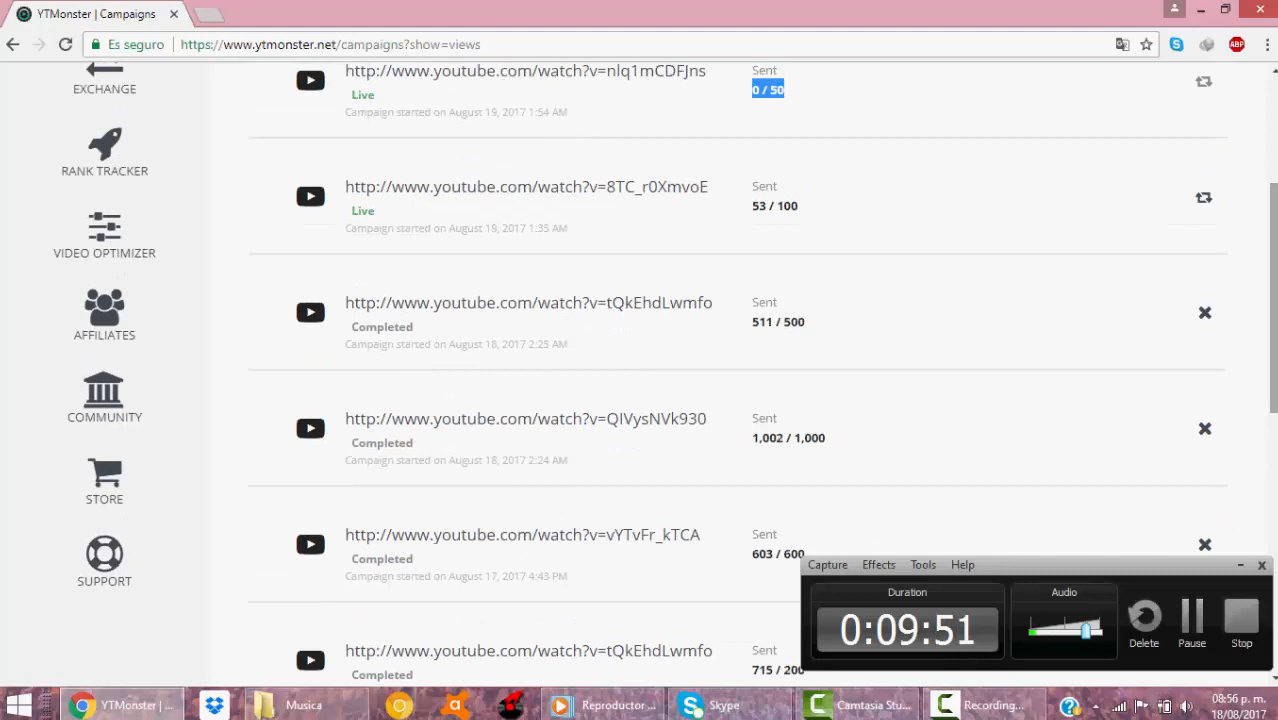 YTMonster | Campaigns
Es seguro
https://www.ytmonster.net/campaigns?show=views
ABP
EXCHANGE
RANK TRACKER
VIDEO OPTIMIZER
AFFILIATES
COMMUNITY
STORE
SUPPORT
http://www.youtube.com/watch?v=nlq1mCDFJns
Sent
Live
0 / 50
Campaign started on August 19, 2017 1:54 AM
http://www.youtube.com/watch?v=8TC_r0XmvoE
Sent
Live
53 / 100
Campaign started on August 19, 2017 1:35 AM
http://www.youtube.com/watch?v=tQkEhdLwmfo
Sent
Completed
511 / 500
Campaign started on August 18, 2017 2:25 AM
http://www.youtube.com/watch?v=QIVysNVk930
Sent
Completed
1,002 / 1,000
Campaign started on August 18, 2017 2:24 AM
http://www.youtube.com/watch?v=vYTvFr_kTCA
Sent
Completed
603 / 600
Campaign started on August 17, 2017 4:43 PM
http://www.youtube.com/watch?v=tQkEhdLwmfo
Sent
Completed
715 / 200
Capture Effects Tools Help
Duration
0:09:51
Audio
Delete
Pause
Stop
YTMonster | ...
Musica
Reproductor ...
Skype
Camtasia Stu...
Recording...
08:56 p. m.
18/08/2017